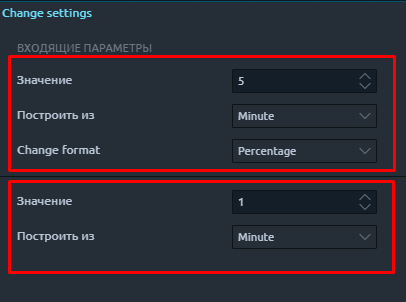 Change settings
ВХОДЯЩИЕ ПАРАМЕТРЫ
Значение 5
Построить из Minute
Change format Percentage
Значение 1
Построить из Minute